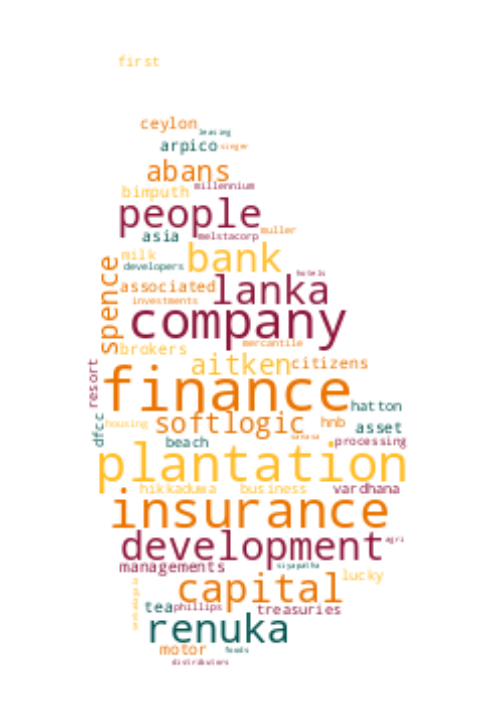 first
ceylon
leasing
arpico singer
abans
bimputh millennium
people
asia melstacorp muller
milk bank
developers
hotels
spence
associated lanka
investments
company
mercantile
brokers
aitken citizens
resort
finance
hatton
softlogic hnb asset
dfcc
housing
beach sanasa processing
plantation
hikkaduwa business vardhana
insurance
development agri
managements siyapatha
capital lucky
tea phillips treasuries
renuka
motor foods
distributors